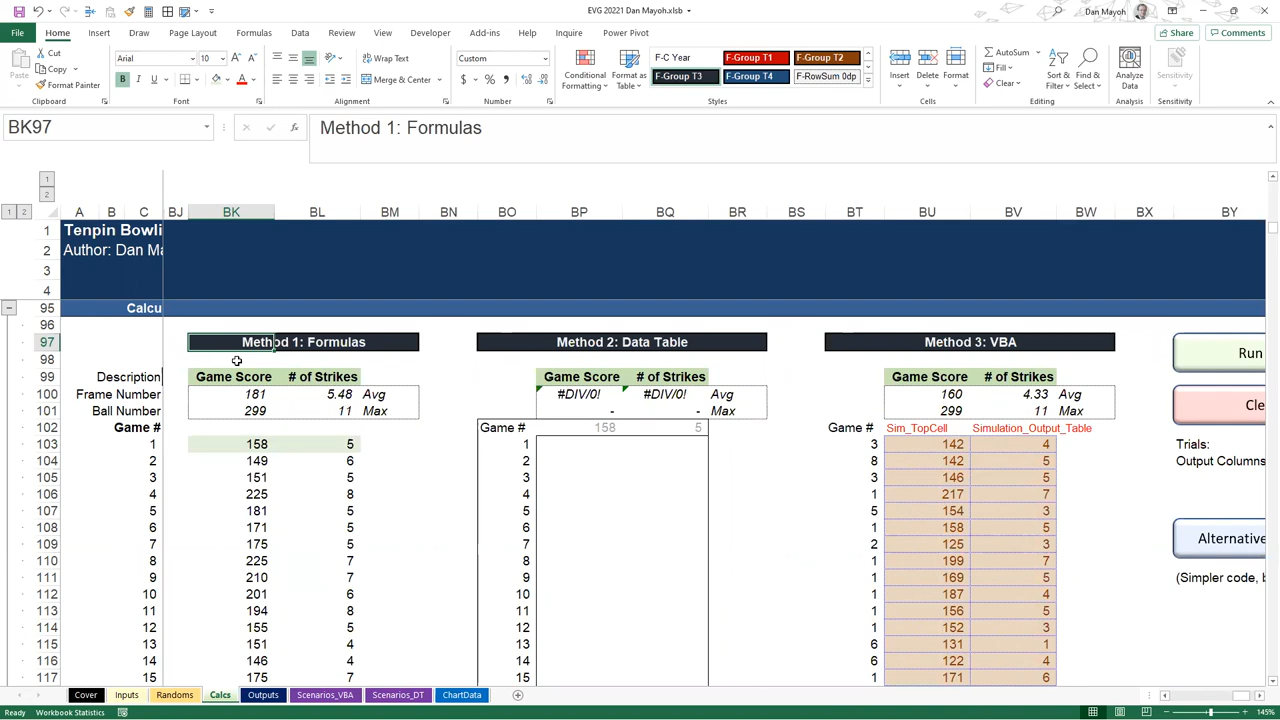 EVG 20221 Dan Mayoh.xlsb
Dan Mayoh
File Home Insert Draw Page Layout Formulas Data Review View Developer Add-ins Help Inquire Power Pivot Share Comments
Cut
Copy
Format Painter
Paste
Clipboard
Arial 10
B I U
Font
Wrap Text
Merge & Center
Alignment
Custom
$ % ,
Number
Conditional Formatting
Format as Table
F-C Year F-Group T1 F-Group T2
F-Group T3 F-Group T4 F-RowSum 0dp
Styles
Insert Delete Format
Cells
AutoSum
Fill
Clear
Sort & Filter
Find & Select
Editing
Analyze Data
Analysis
Sensitivity
Sensitivity
BK97 fx Method 1: Formulas
1
2
1 2 A B C BJ BK BL BM BN BO BP BQ BR BS BT BU BV BW BX BY
1 Tenpin Bowli
2 Author: Dan Ma
3
4
95 Calcu
96
97 Method 1: Formulas Method 2: Data Table Method 3: VBA Run
98
99 Description Game Score # of Strikes Game Score # of Strikes Game Score # of Strikes
100 Frame Number 181 5.48 Avg #DIV/0! #DIV/0! Avg 160 4.33 Avg Cle
101 Ball Number 299 11 Max - - Max 299 11 Max
102 Game # Game # 158 5 Game # Sim_TopCell Simulation_Output_Table
103 1 158 5 1 3 142 4 Trials:
104 2 149 6 2 8 142 5 Output Columns
105 3 151 5 3 3 146 5
106 4 225 8 4 1 217 7
107 5 181 5 5 5 154 3
108 6 171 5 6 1 158 5
109 7 175 5 7 2 125 3 Alternative
110 8 225 7 8 1 199 7
111 9 210 7 9 1 169 5 (Simpler code, b
112 10 201 6 10 1 187 4
113 11 194 8 11 1 156 5
114 12 155 5 12 1 152 3
115 13 151 4 13 6 131 1
116 14 146 4 14 6 122 4
117 15 175 7 15 1 171 6
Cover Inputs Randoms Calcs Outputs Scenarios_VBA Scenarios_DT ChartData
Ready Workbook Statistics 145%